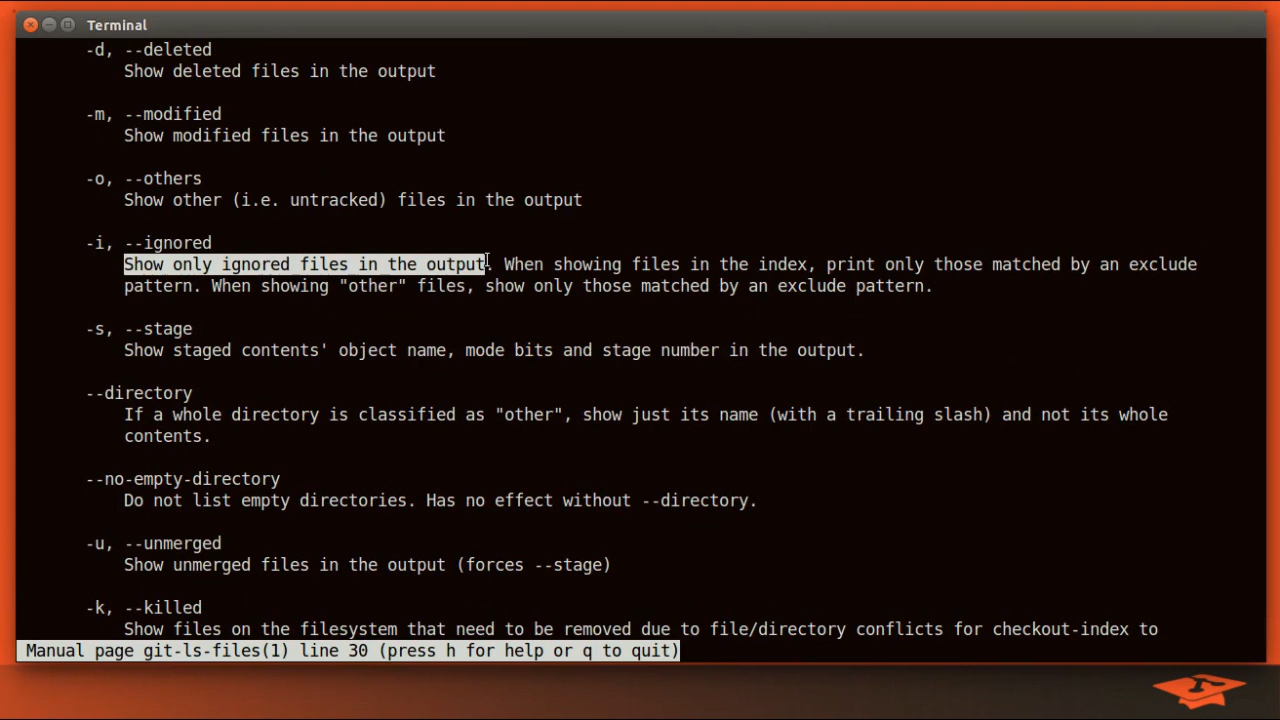 Terminal
-d, --deleted
Show deleted files in the output
-m, --modified
Show modified files in the output
-o, --others
Show other (i.e. untracked) files in the output
-i, --ignored
Show only ignored files in the output. When showing files in the index, print only those matched by an exclude
pattern. When showing "other" files, show only those matched by an exclude pattern.
-s, --stage
Show staged contents' object name, mode bits and stage number in the output.
--directory
If a whole directory is classified as "other", show just its name (with a trailing slash) and not its whole
contents.
--no-empty-directory
Do not list empty directories. Has no effect without --directory.
-u, --unmerged
Show unmerged files in the output (forces --stage)
-k, --killed
Show files on the filesystem that need to be removed due to file/directory conflicts for checkout-index to
Manual page git-ls-files(1) line 30 (press h for help or q to quit)